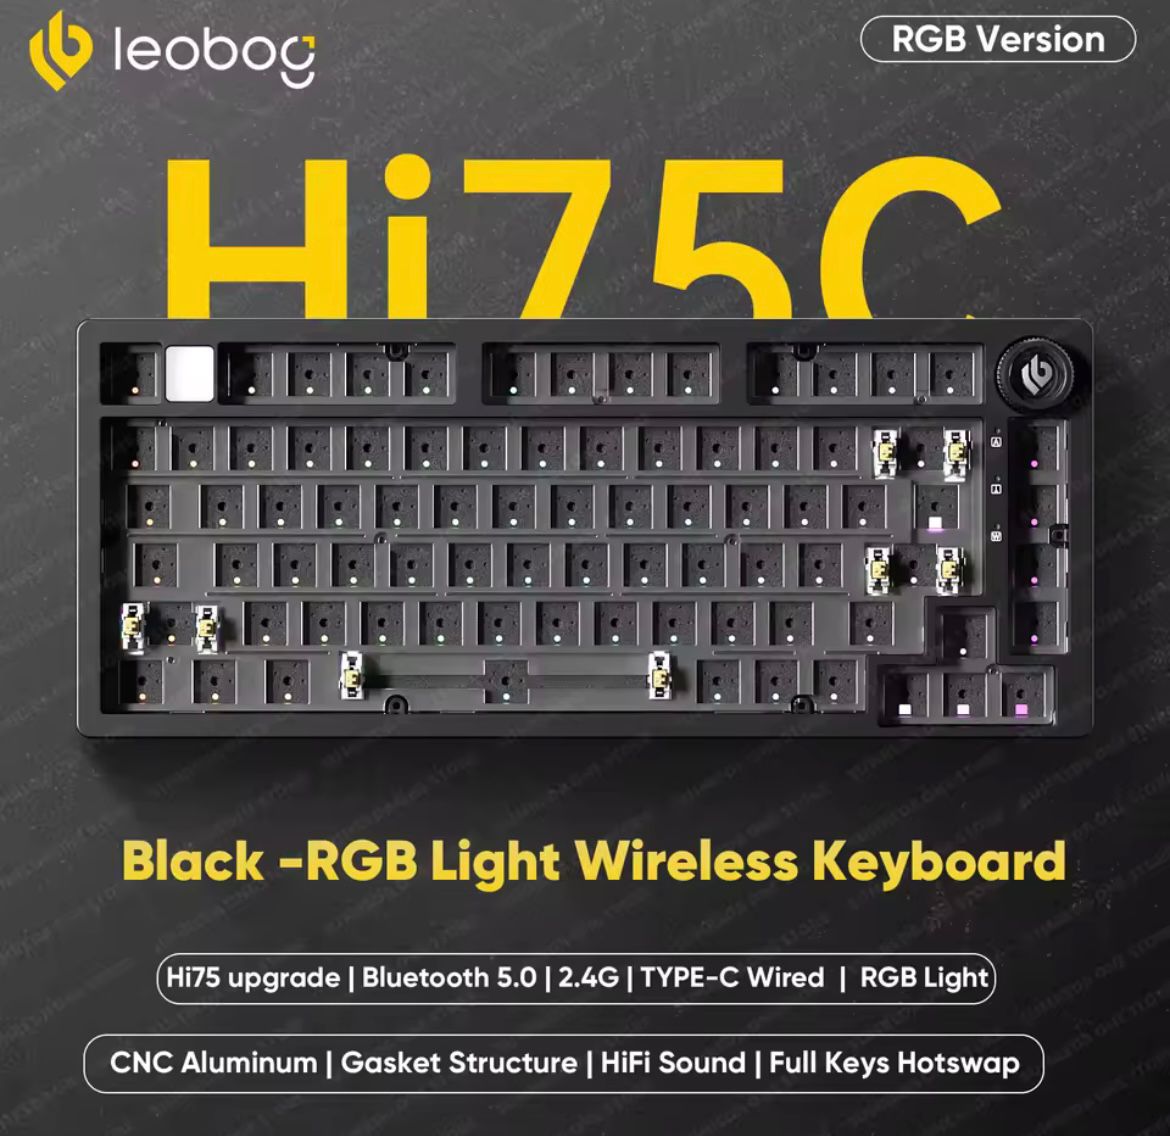 leobog
RGB Version
Hi75C
A
W
Black -RGB Light Wireless Keyboard
Hi75 upgrade | Bluetooth 5.0 | 2.4G | TYPE-C Wired | RGB Light
CNC Aluminum | Gasket Structure | HiFi Sound | Full Keys Hotswap